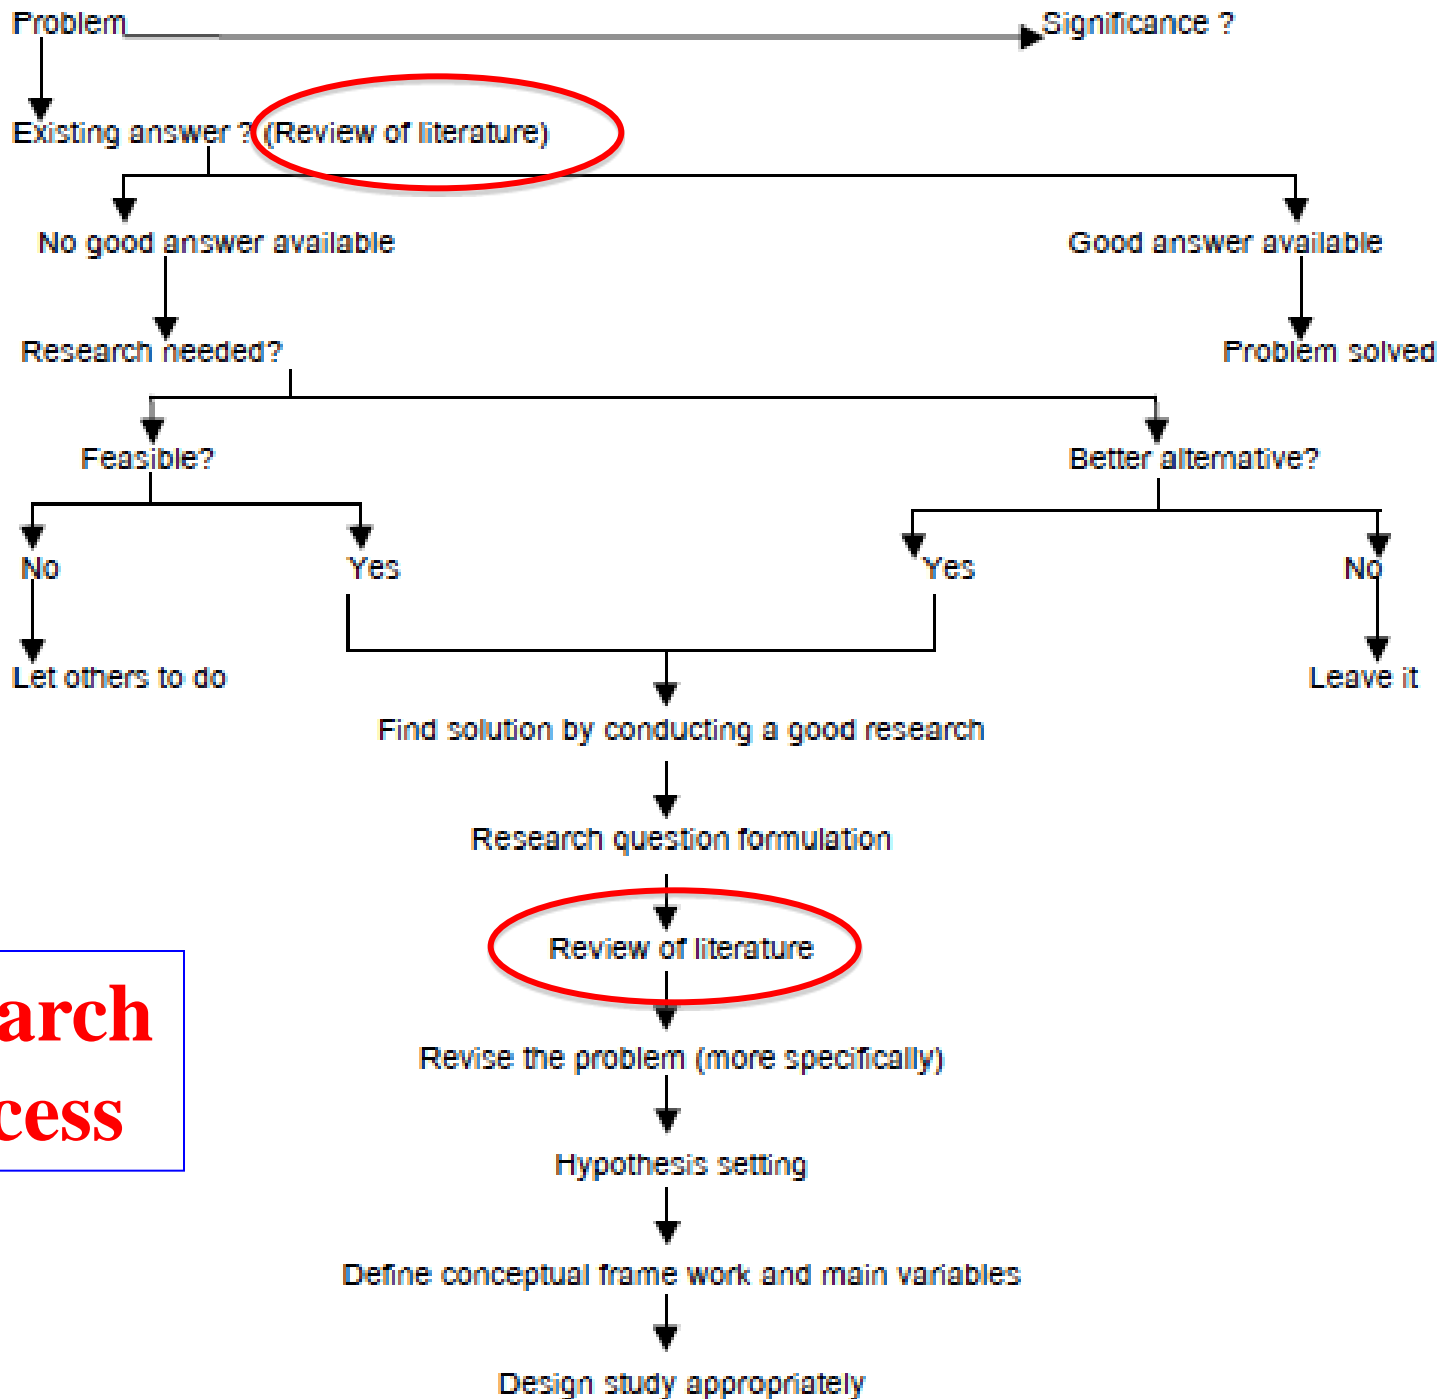 Problem
Significance ?
Existing answer ? (Review of literature)
No good answer available
Good answer available
Research needed?
Problem solved
Feasible?
Better alternative?
No
Yes
Yes
No
Let others to do
Leave it
Find solution by conducting a good research
Research question formulation
Review of literature
arch
cess
Revise the problem (more specifically)
Hypothesis setting
Define conceptual frame work and main variables
Design study appropriately